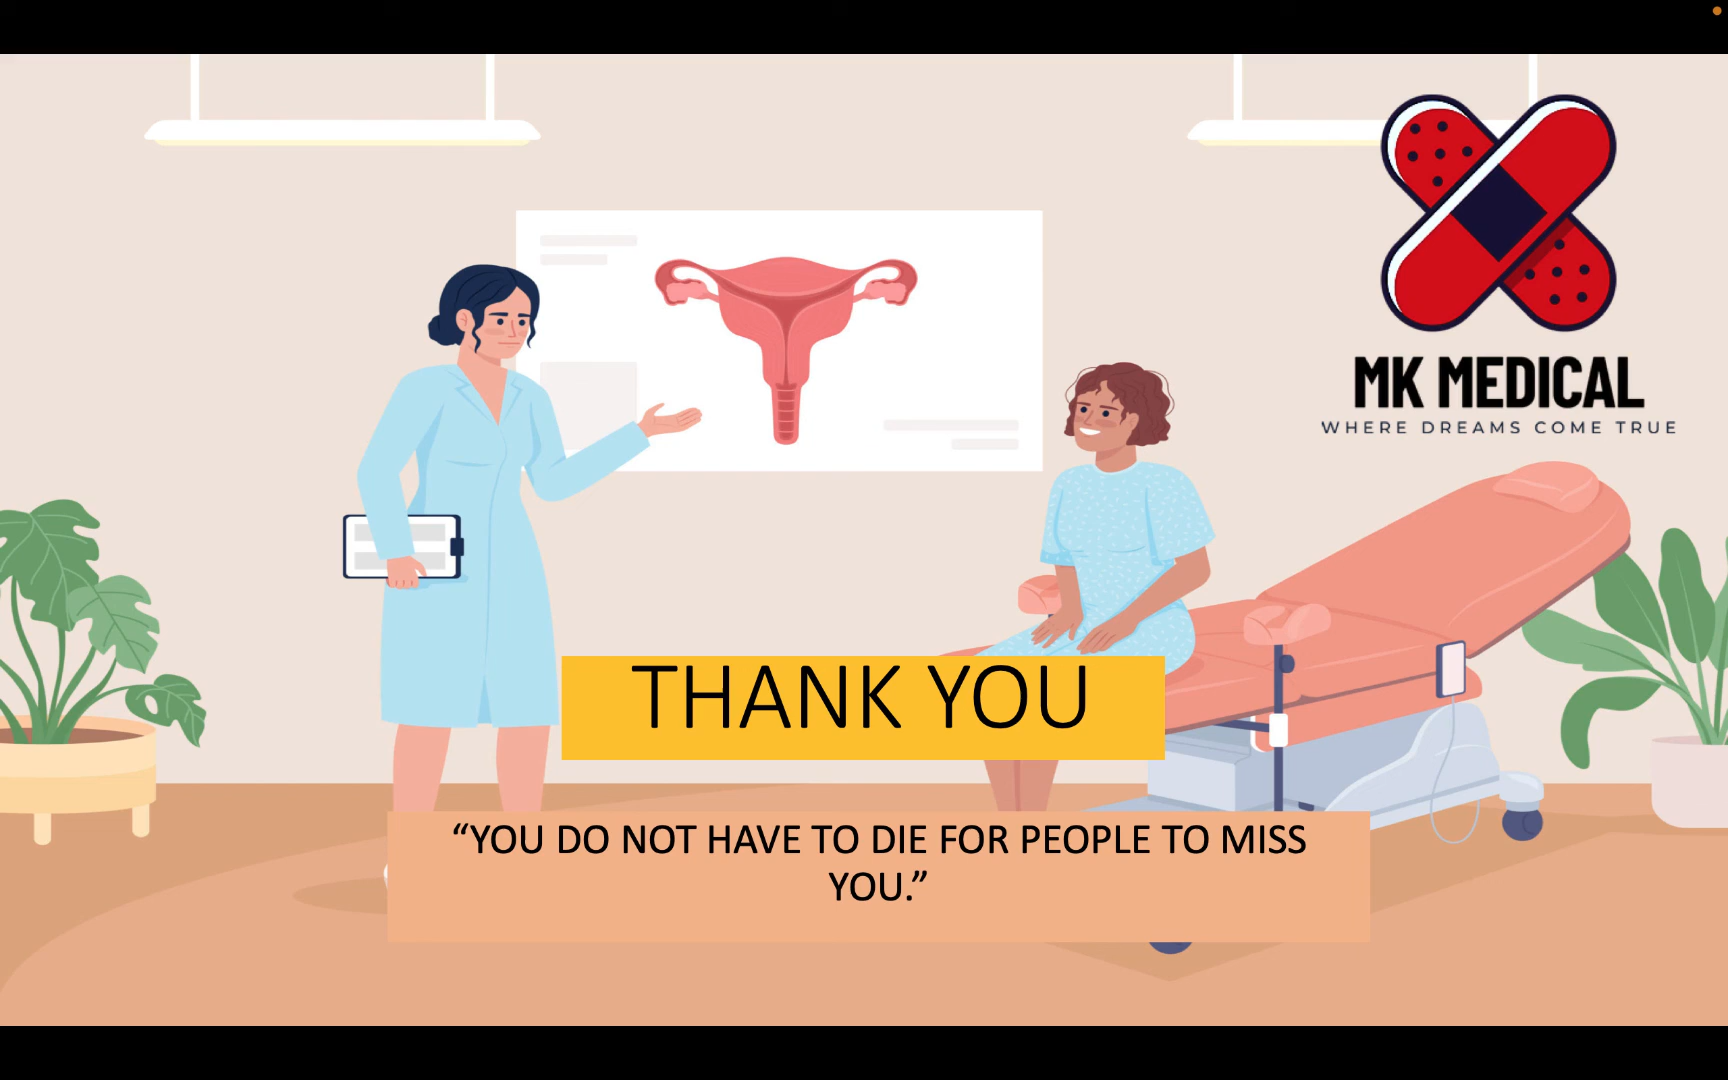 MK MEDICAL
WHERE DREAMS COME TRUE
THANK YOU
“YOU DO NOT HAVE TO DIE FOR PEOPLE TO MISS
YOU.”